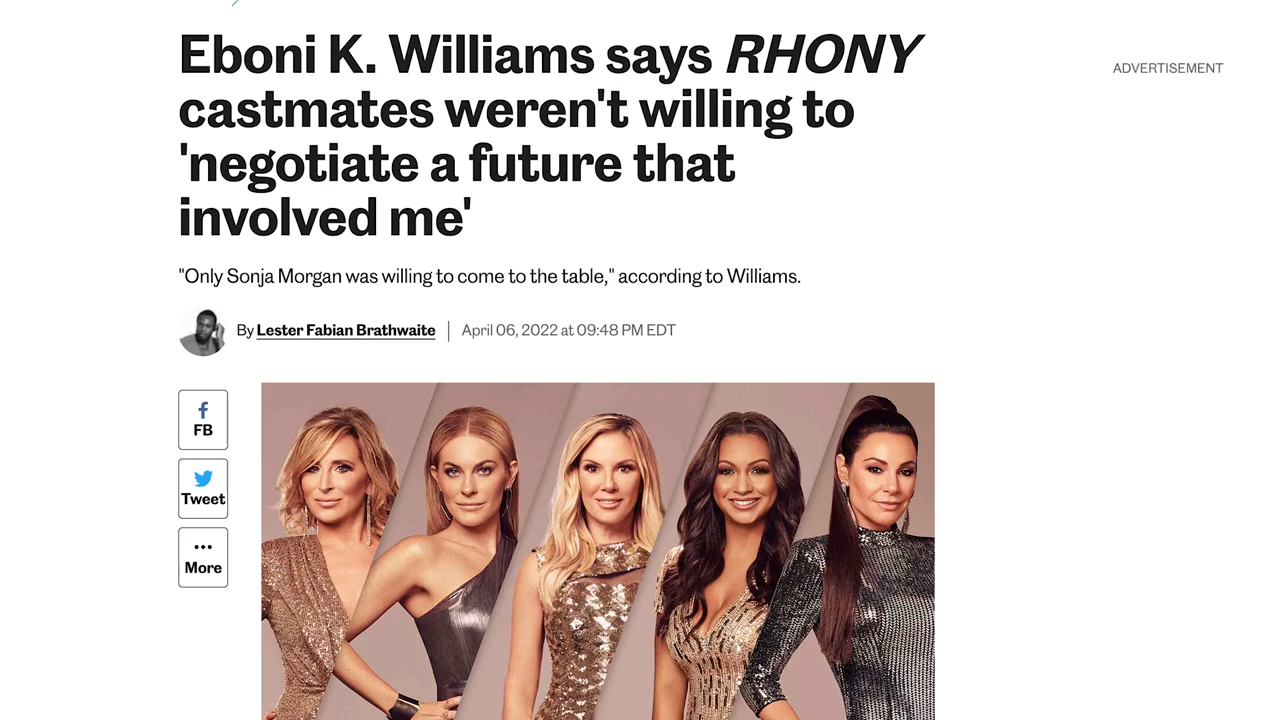 Eboni K. Williams says RHONY
castmates weren't willing to
'negotiate a future that
involved me'
ADVERTISEMENT
"Only Sonja Morgan was willing to come to the table," according to Williams.
By Lester Fabian Brathwaite
April 06, 2022 at 09:48 PM EDT
FB
Tweet
More